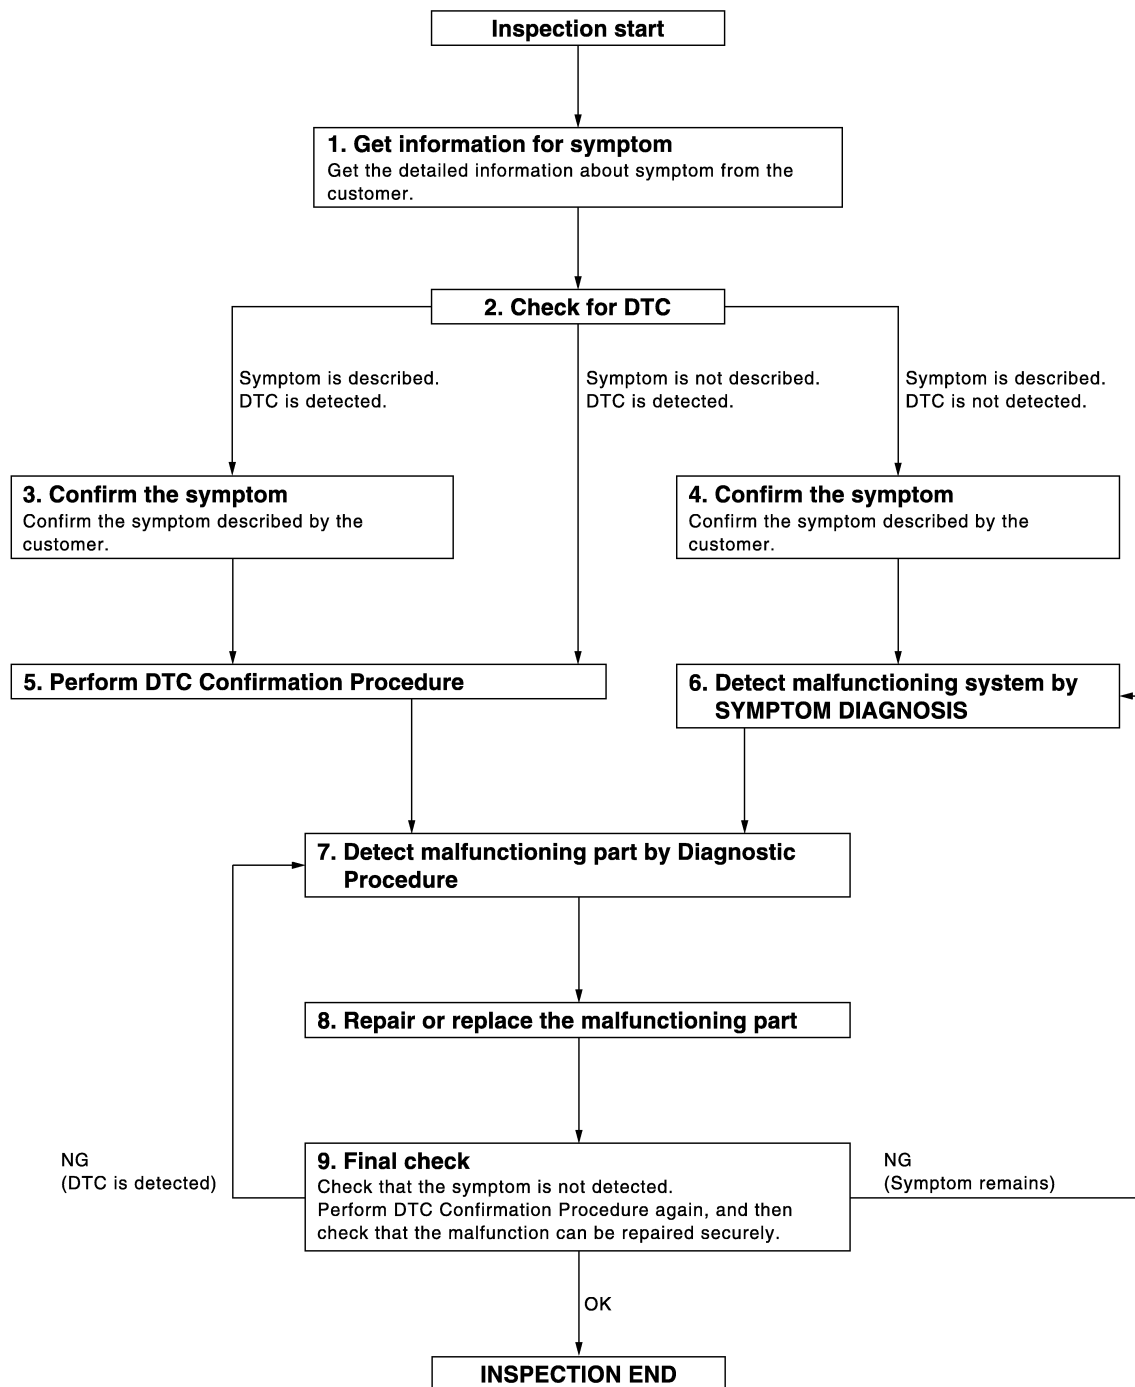 Inspection start
1. Get information for symptom
Get the detailed information about symptom from the
customer.
2. Check for DTC
Symptom is described.
DTC is detected.
Symptom is not described.
DTC is detected.
Symptom is described.
DTC is not detected.
3. Confirm the symptom
Confirm the symptom described by the
customer.
4. Confirm the symptom
Confirm the symptom described by the
customer.
5. Perform DTC Confirmation Procedure
6. Detect malfunctioning system by
SYMPTOM DIAGNOSIS
7. Detect malfunctioning part by Diagnostic
Procedure
8. Repair or replace the malfunctioning part
NG
(DTC is detected)
9. Final check
Check that the symptom is not detected.
Perform DTC Confirmation Procedure again, and then
check that the malfunction can be repaired securely.
NG
(Symptom remains)
OK
INSPECTION END